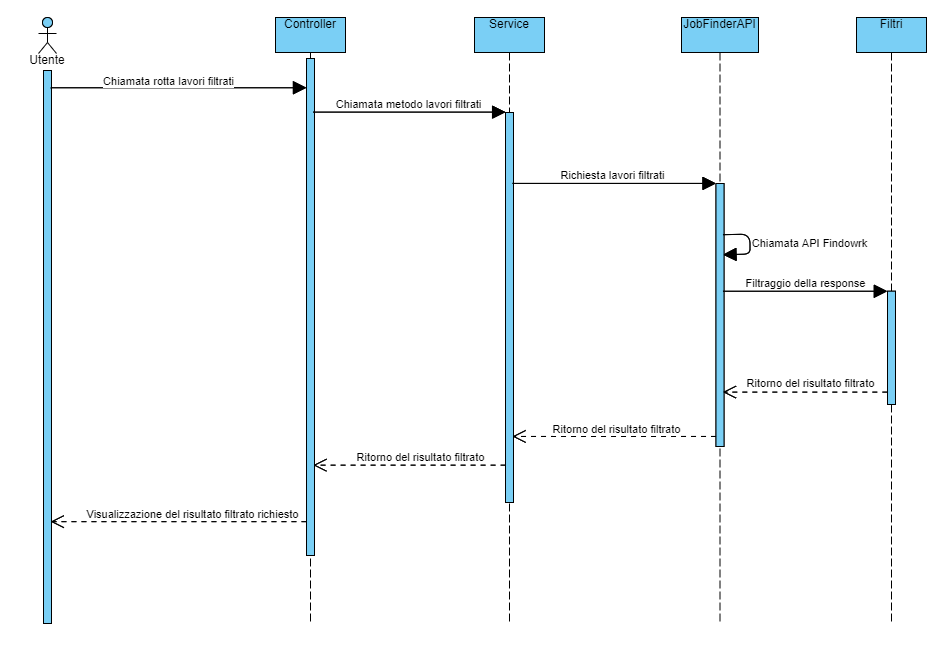 Controller
Service
JobFinderAPI
Filtri
Utente
Chiamata rotta lavori filtrati
Chiamata metodo lavori filtrati
Richiesta lavori filtrati
Chiamata API Findowrk
Filtraggio della response
Ritorno del risultato filtrato
Ritorno del risultato filtrato
Ritorno del risultato filtrato
Visualizzazione del risultato filtrato richiesto